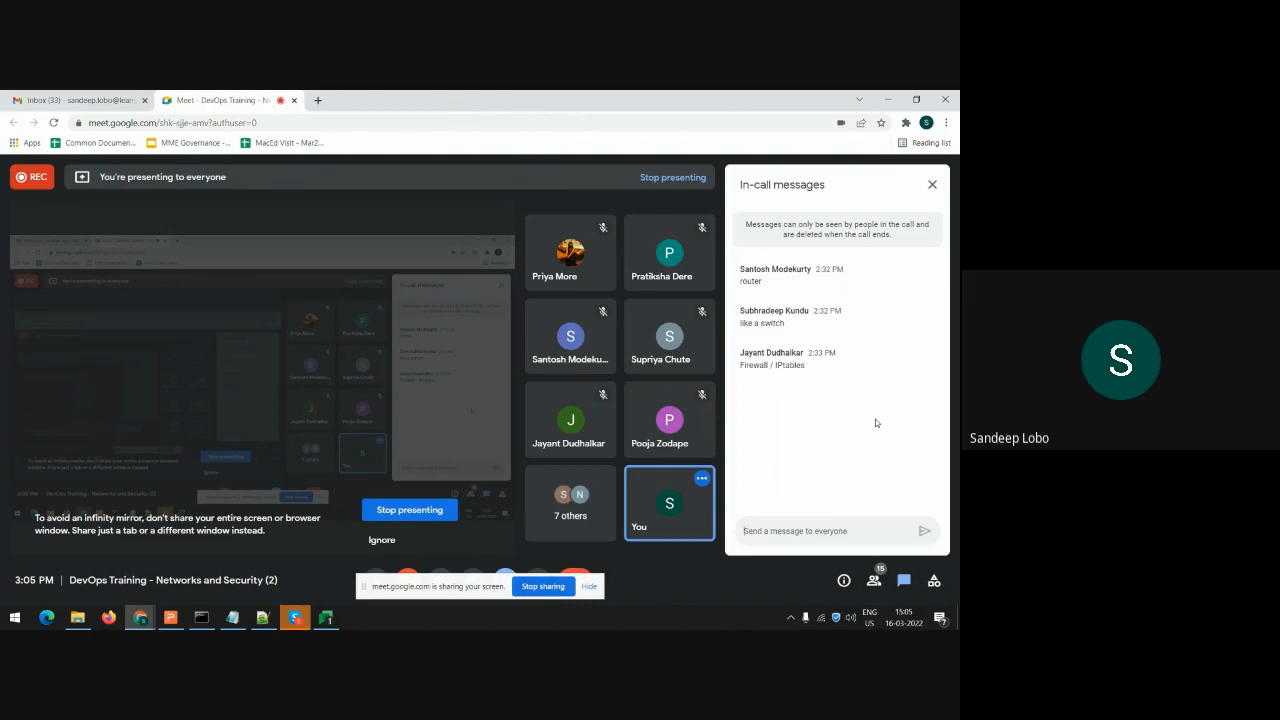 Inbox (33) - sandeep.lobo@lear
Meet - DevOps Training - Ne
meet.google.com/shk-sjje-amv?authuser=0
Apps
Common Documen...
MME Governance -...
MacEd Visit - Mar2...
Reading list
REC
You're presenting to everyone
Stop presenting
In-call messages
Messages can only be seen by people in the call and
are deleted when the call ends.
Santosh Modekurty 2:32 PM
router
Subhradeep Kundu 2:32 PM
like a switch
Jayant Dudhalkar 2:33 PM
Firewall / IPtables
Send a message to everyone
Priya More
P
Pratiksha Dere
S
Santosh Modeku...
S
Supriya Chute
J
Jayant Dudhalkar
P
Pooja Zodape
S N
7 others
S
You
To avoid an infinity mirror, don't share your entire screen or browser
window. Share just a tab or a different window instead.
Stop presenting
Ignore
3:05 PM | DevOps Training - Networks and Security (2)
meet.google.com is sharing your screen.
Stop sharing
Hide
15
ENG
US
15:05
16-03-2022
S
Sandeep Lobo